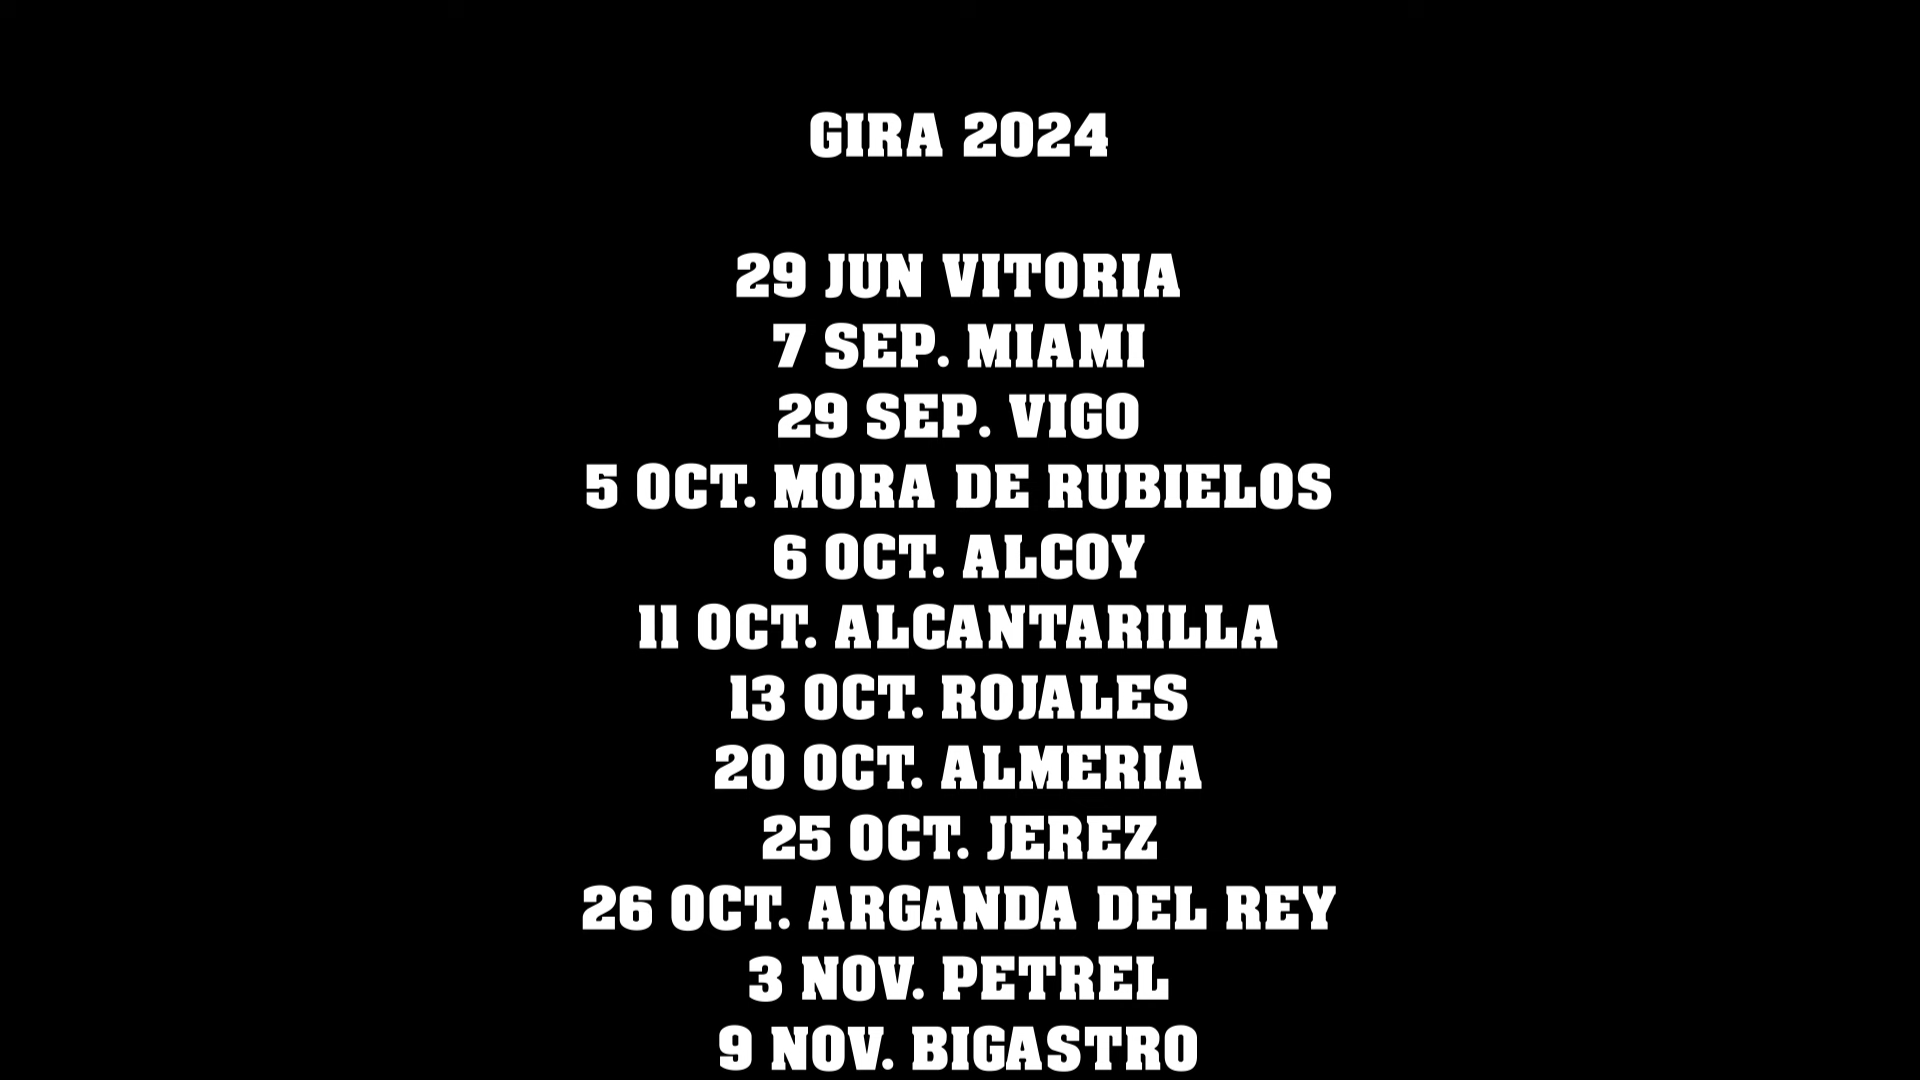 GIRA 2024
29 JUN VITORIA
7 SEP. MIAMI
29 SEP. VIGO
5 OCT. MORA DE RUBIELOS
6 OCT. ALCOY
11 OCT. ALCANTARILLA
13 OCT. ROJALES
20 OCT. ALMERIA
25 OCT. JEREZ
26 OCT. ARGANDA DEL REY
3 NOV. PETREL
9 NOV. BIGASTRO